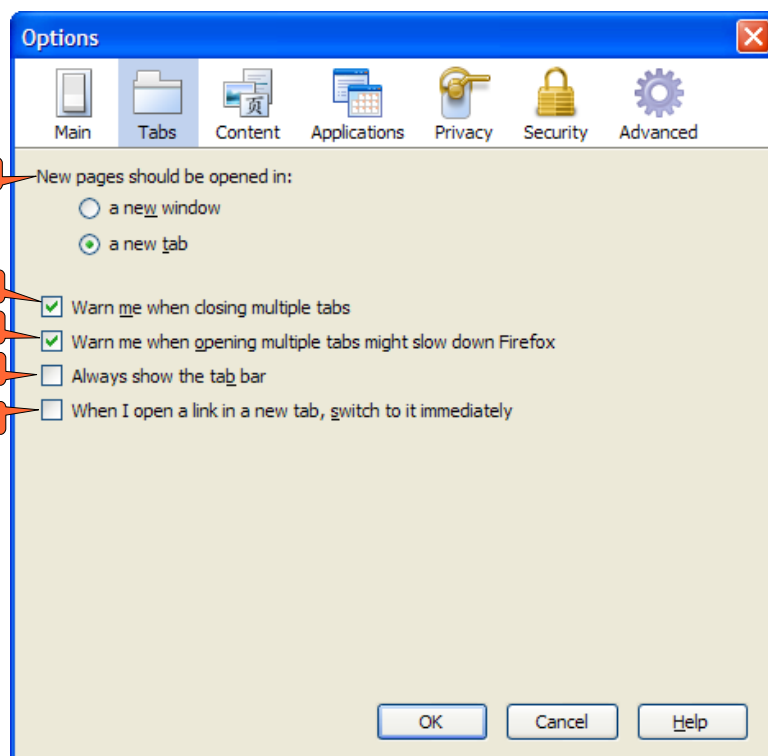 Options
Main Tabs Content Applications Privacy Security Advanced
页
New pages should be opened in:
a new window
a new tab
Warn me when closing multiple tabs
Warn me when opening multiple tabs might slow down Firefox
Always show the tab bar
When I open a link in a new tab, switch to it immediately
OK Cancel Help